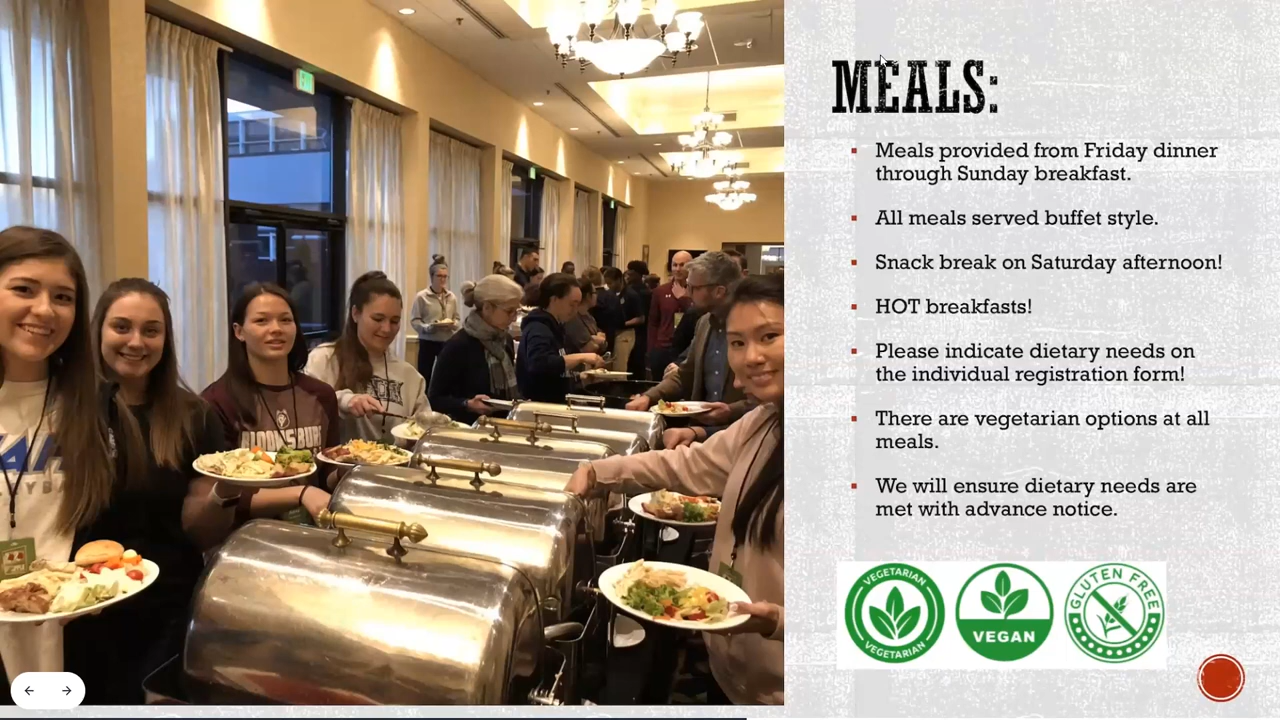 EXIT
MEALS:
Meals provided from Friday dinner
through Sunday breakfast.
All meals served buffet style.
Snack break on Saturday afternoon!
HOT breakfasts!
Please indicate dietary needs on
the individual registration form!
There are vegetarian options at all
meals.
We will ensure dietary needs are
met with advance notice.
VEGETARIAN
VEGETARIAN
VEGAN
GLUTEN FREE